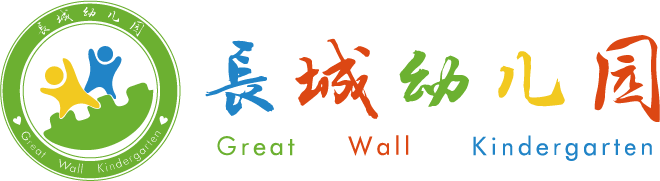 長城幼儿园
Great Wall Kindergarten
長城幼儿园
Great Wall Kindergarten